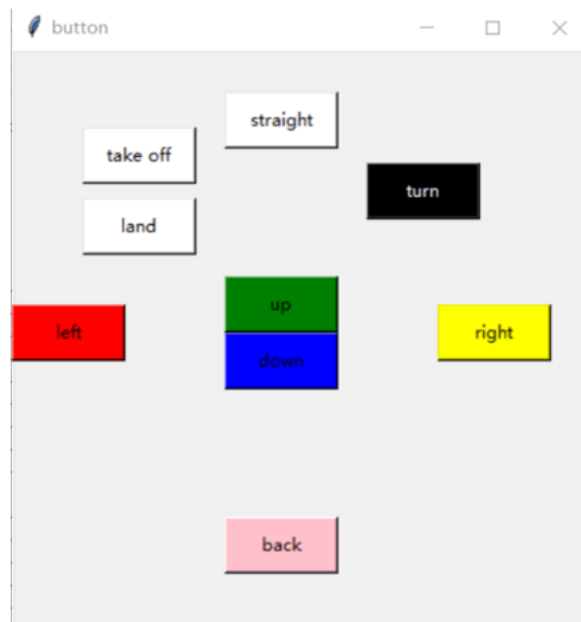 button
straight
take off
turn
land
up
left
right
down
back